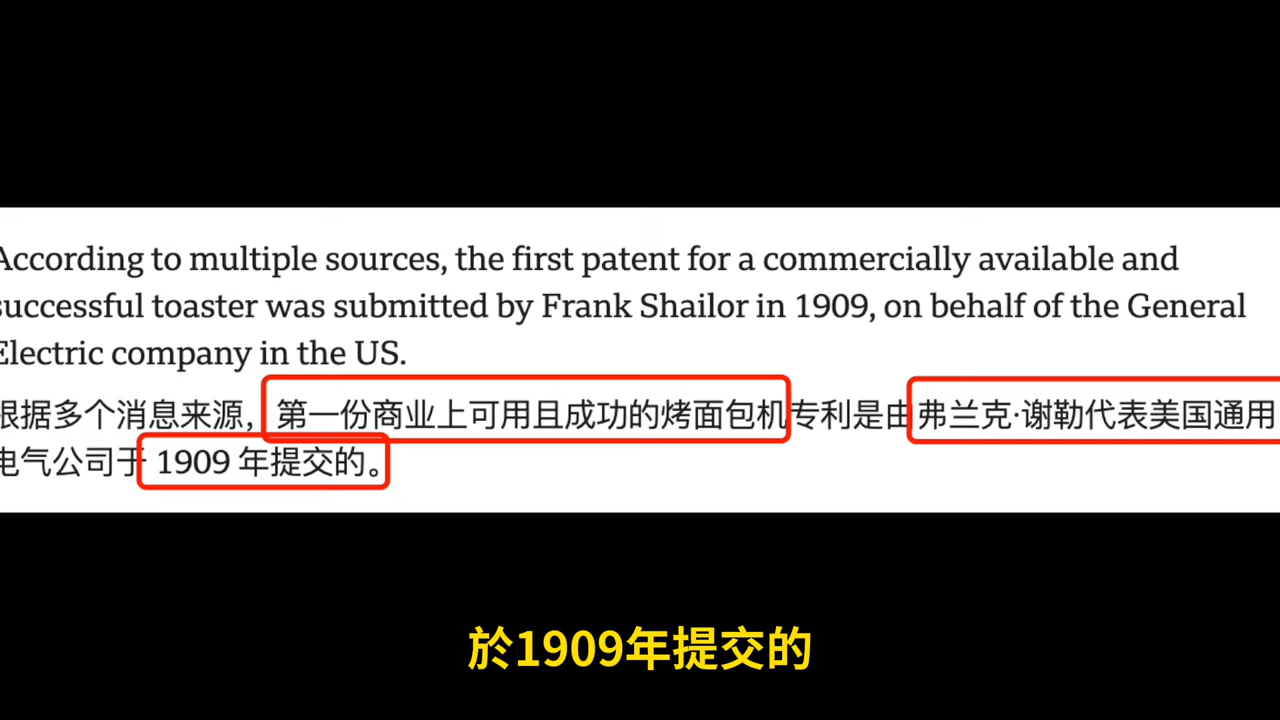 According to multiple sources, the first patent for a commercially available and
successful toaster was submitted by Frank Shailor in 1909, on behalf of the General
Electric company in the US.
根据多个消息来源，第一份商业上可用且成功的烤面包机专利是由弗兰克·谢勒代表美国通用
电气公司于 1909 年提交的。
於1909年提交的